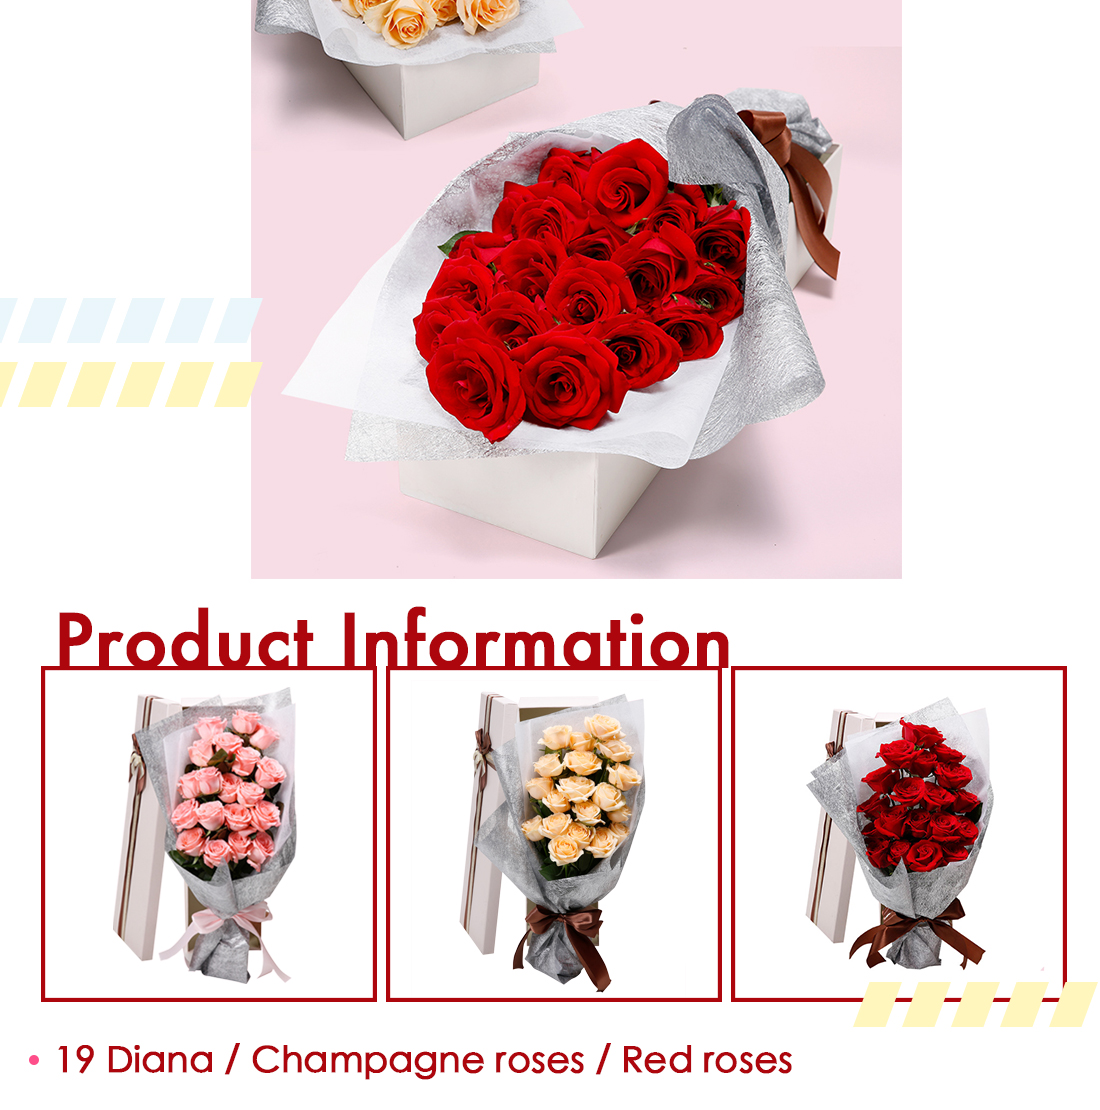 Product Information
• 19 Diana / Champagne roses / Red roses